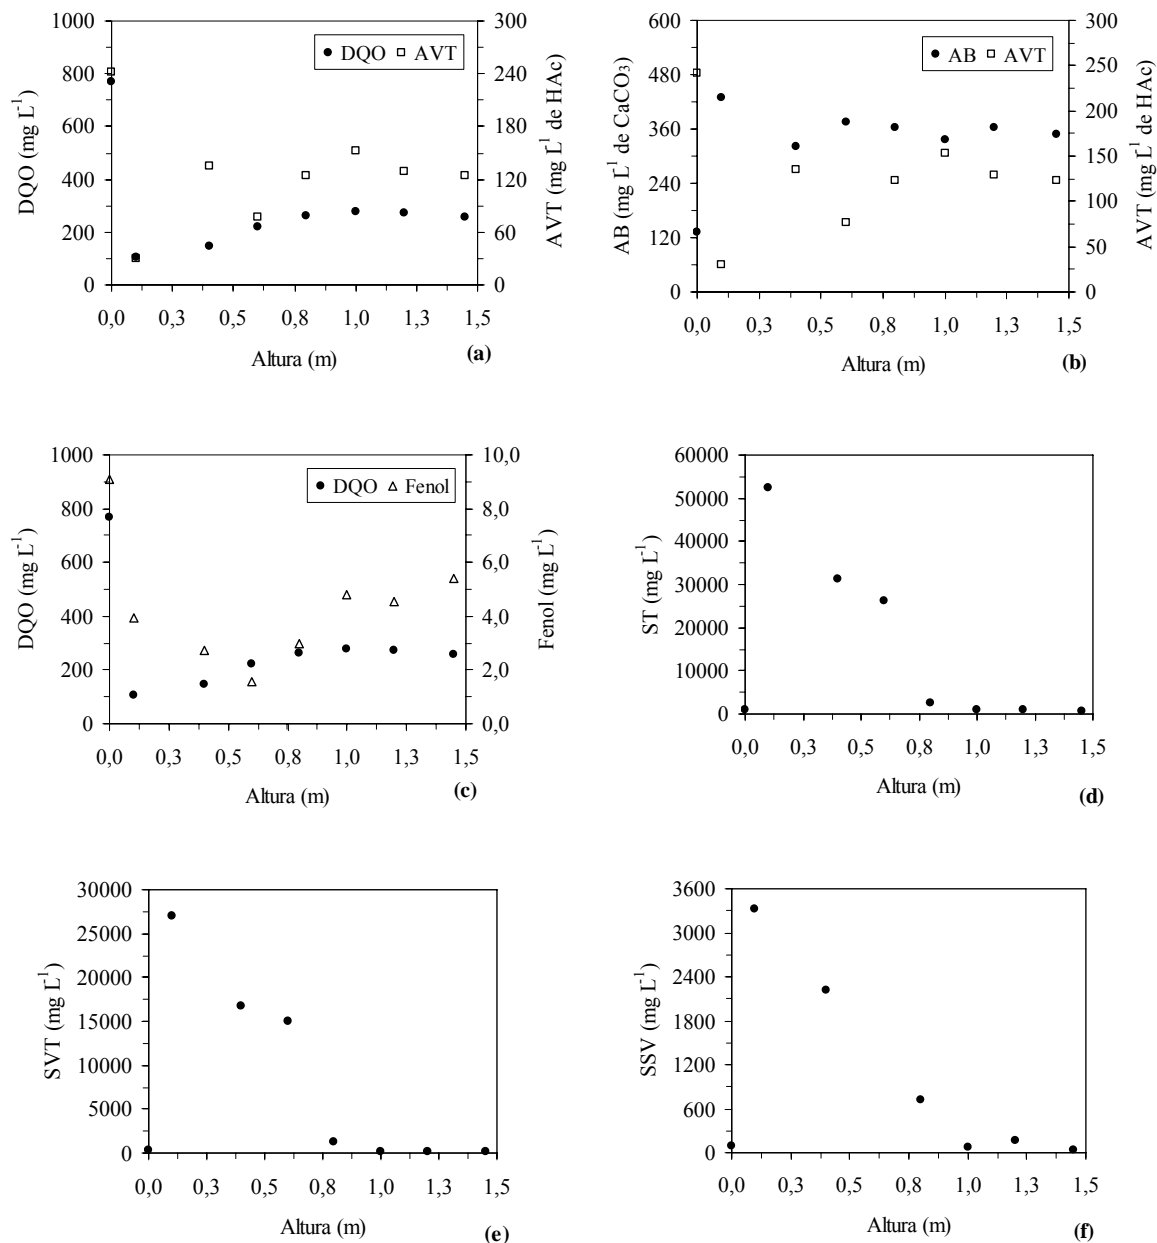 1000
800
600
400
200
0
DQO (mg L⁻¹)
● DQO □ AVT
300
240
180
120
60
0
AVT (mg L⁻¹ de HAc)
0,0 0,3 0,5 0,8 1,0 1,3 1,5
Altura (m)
(a)
600
480
360
240
120
0
AB (mg L⁻¹ de CaCO₃)
● AB □ AVT
300
250
200
150
100
50
0
AVT (mg L⁻¹ de HAc)
0,0 0,3 0,5 0,8 1,0 1,3 1,5
Altura (m)
(b)
1000
800
600
400
200
0
DQO (mg L⁻¹)
● DQO △ Fenol
10,0
8,0
6,0
4,0
2,0
0,0
Fenol (mg L⁻¹)
0,0 0,3 0,5 0,8 1,0 1,3 1,5
Altura (m)
(c)
60000
50000
40000
30000
20000
10000
0
ST (mg L⁻¹)
0,0 0,3 0,5 0,8 1,0 1,3 1,5
Altura (m)
(d)
30000
25000
20000
15000
10000
5000
0
SVT (mg L⁻¹)
0,0 0,3 0,5 0,8 1,0 1,3 1,5
Altura (m)
(e)
3600
3000
2400
1800
1200
600
0
SSV (mg L⁻¹)
0,0 0,3 0,5 0,8 1,0 1,3 1,5
Altura (m)
(f)